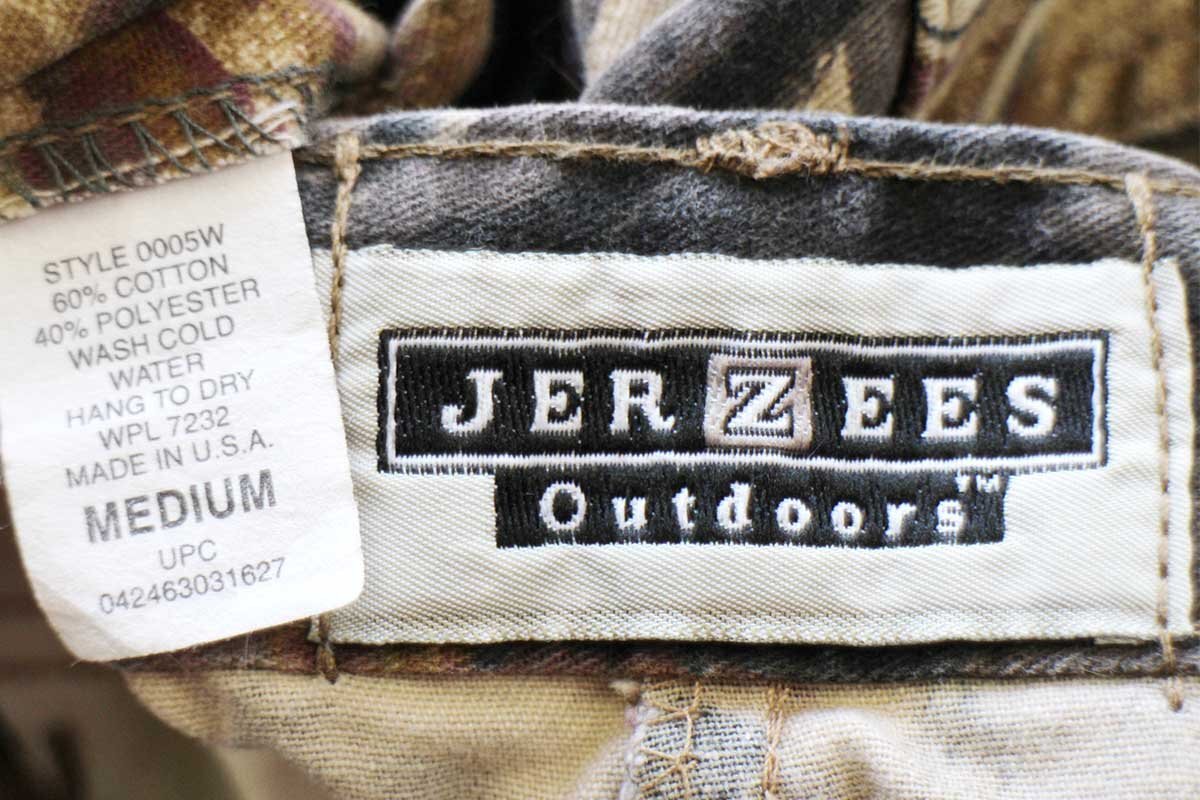 STYLE 0005W
60% COTTON
40% POLYESTER
WASH COLD
WATER
HANG TO DRY
WPL 7232
MADE IN U.S.A.
MEDIUM
UPC
042463031627
JERZEES
Outdoors™